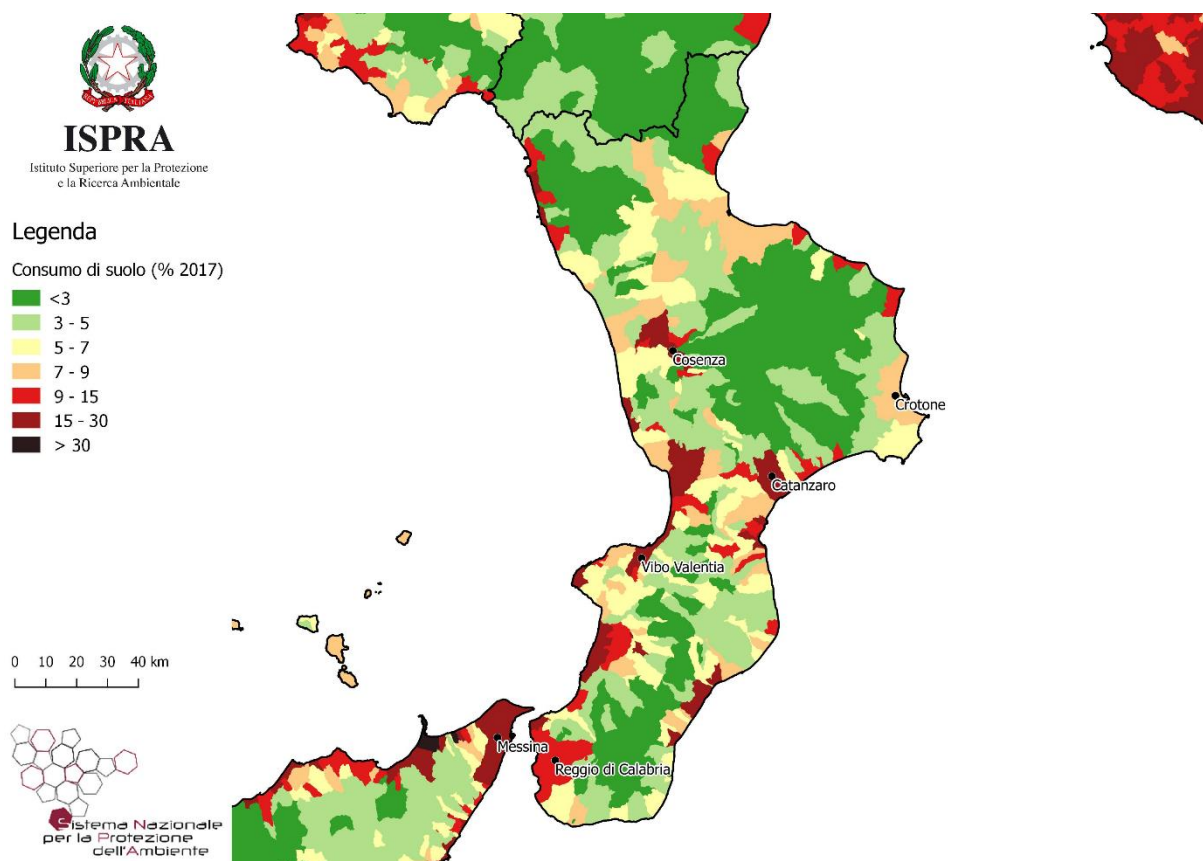 ISPRA
Istituto Superiore per la Protezione
e la Ricerca Ambientale
Legenda
Consumo di suolo (% 2017)
<3
3 - 5
5 - 7
7 - 9
9 - 15
15 - 30
> 30
Cosenza
Crotone
Catanzaro
Vibo Valentia
Messina
Reggio di Calabria
0 10 20 30 40 km
Sistema Nazionale
per la Protezione
dell'Ambiente